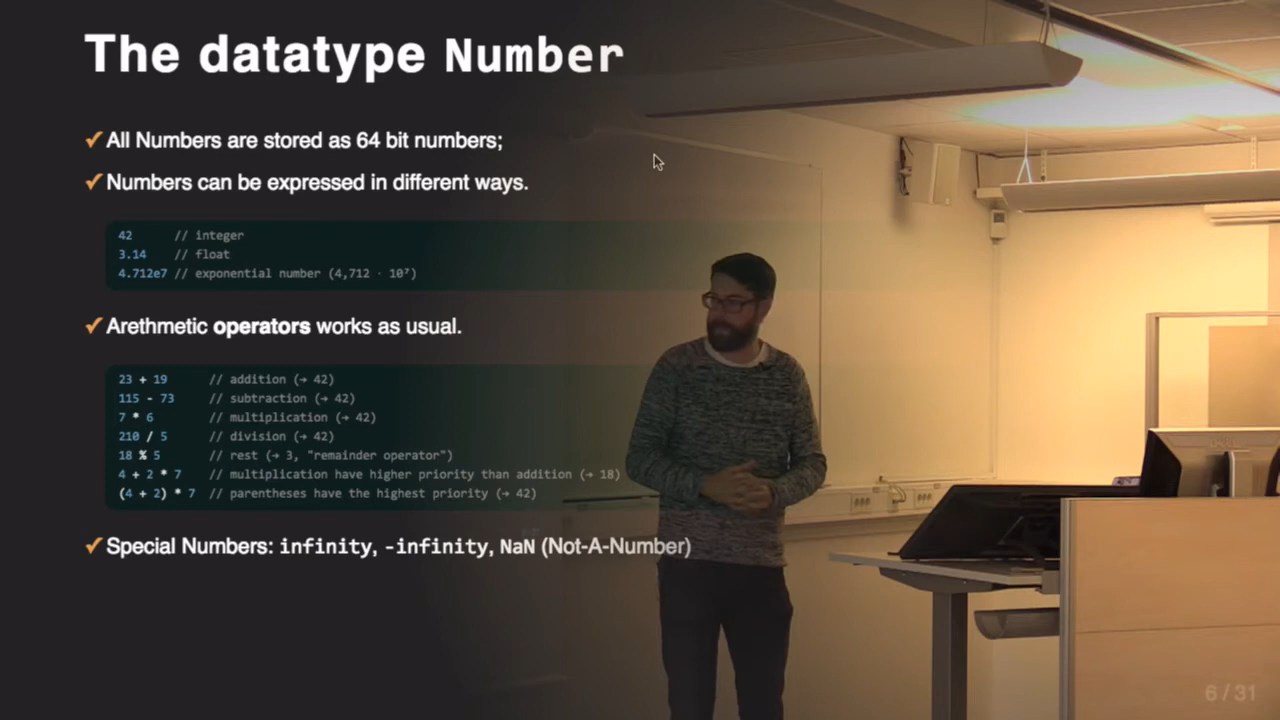 The datatype Number
✓ All Numbers are stored as 64 bit numbers;
✓ Numbers can be expressed in different ways.
42 // integer
3.14 // float
4.712e7 // exponential number (4,712 · 10⁷)
✓ Arethmetic operators works as usual.
23 + 19 // addition (→ 42)
115 - 73 // subtraction (→ 42)
7 * 6 // multiplication (→ 42)
210 / 5 // division (→ 42)
18 % 5 // rest (→ 3, "remainder operator")
4 + 2 * 7 // multiplication have higher priority than addition (→ 18)
(4 + 2) * 7 // parentheses have the highest priority (→ 42)
✓ Special Numbers: infinity, -infinity, NaN (Not-A-Number)
6 / 31